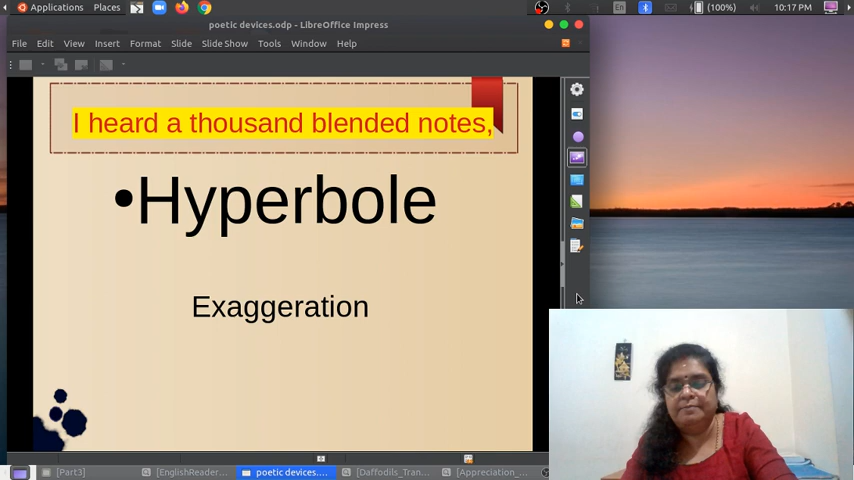 Applications Places En (100%) 10:17 PM
poetic devices.odp - LibreOffice Impress
File Edit View Insert Format Slide Slide Show Tools Window Help
I heard a thousand blended notes,
•Hyperbole
Exaggeration
[Part3] [EnglishReader... poetic devices.... [Daffodils_Tran... [Appreciation_...